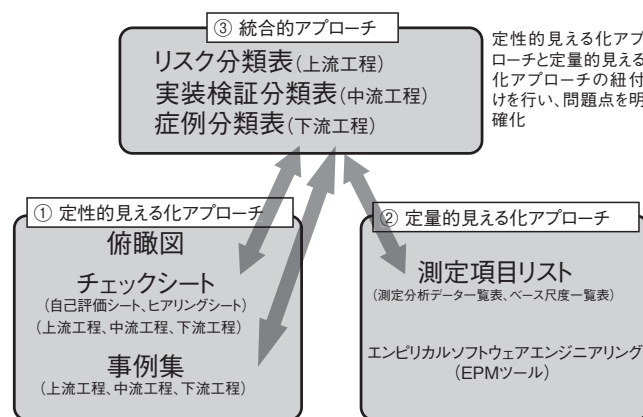 ③ 統合的アプローチ
リスク分類表(上流工程)
実装検証分類表(中流工程)
症例分類表(下流工程)
定性的見える化アプ
ローチと定量的見える
化アプローチの紐付
けを行い、問題点を明
確化
① 定性的見える化アプローチ
俯瞰図
チェックシート
(自己評価シート、ヒアリングシート)
(上流工程、中流工程、下流工程)
事例集
(上流工程、中流工程、下流工程)
② 定量的見える化アプローチ
測定項目リスト
(測定分析データ一覧表、ベース尺度一覧表)
エンピリカルソフトウェアエンジニアリング
(EPMツール)